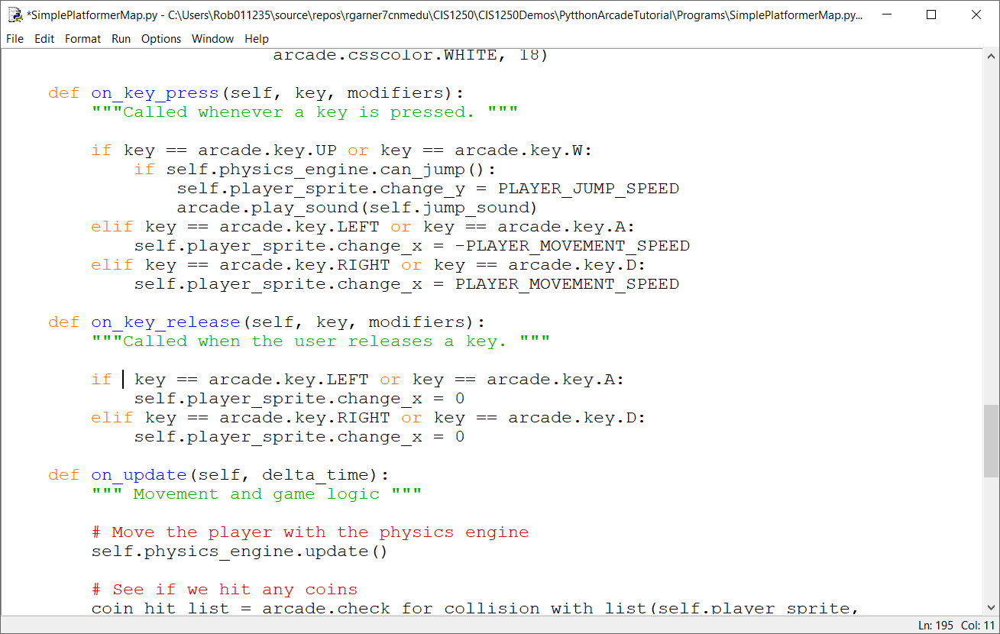 *SimplePlatformerMap.py - C:\Users\Rob011235\source\repos\rgarner7cnmedu\CIS1250\CIS1250Demos\PytthonArcadeTutorial\Programs\SimplePlatformerMap.py...
File Edit Format Run Options Window Help
                         arcade.csscolor.WHITE, 18)

    def on_key_press(self, key, modifiers):
        """Called whenever a key is pressed. """

        if key == arcade.key.UP or key == arcade.key.W:
            if self.physics_engine.can_jump():
                self.player_sprite.change_y = PLAYER_JUMP_SPEED
                arcade.play_sound(self.jump_sound)
        elif key == arcade.key.LEFT or key == arcade.key.A:
            self.player_sprite.change_x = -PLAYER_MOVEMENT_SPEED
        elif key == arcade.key.RIGHT or key == arcade.key.D:
            self.player_sprite.change_x = PLAYER_MOVEMENT_SPEED

    def on_key_release(self, key, modifiers):
        """Called when the user releases a key. """

        if  key == arcade.key.LEFT or key == arcade.key.A:
            self.player_sprite.change_x = 0
        elif key == arcade.key.RIGHT or key == arcade.key.D:
            self.player_sprite.change_x = 0

    def on_update(self, delta_time):
        """ Movement and game logic """

        # Move the player with the physics engine
        self.physics_engine.update()

        # See if we hit any coins
        coin_hit_list = arcade.check_for_collision_with_list(self.player_sprite,
Ln: 195 Col: 11